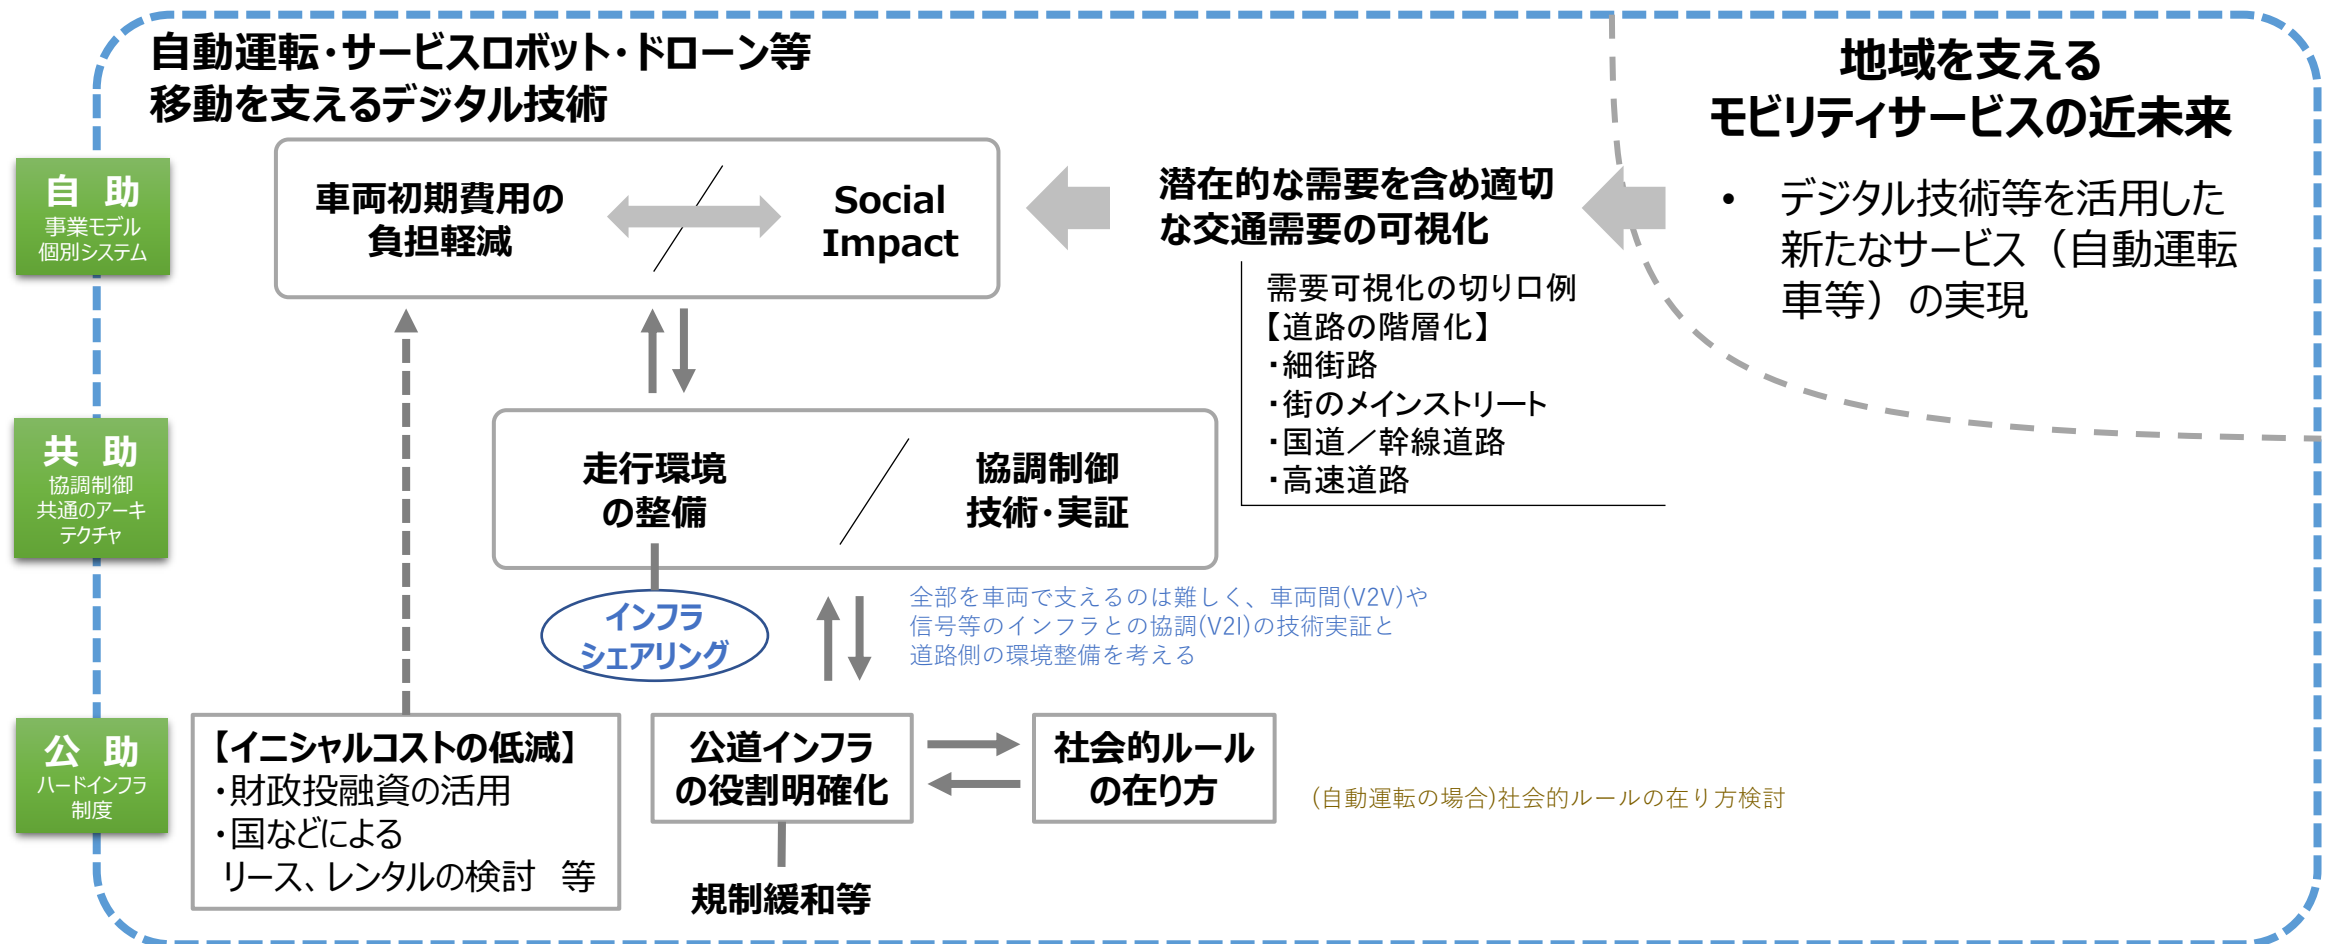 自動運転・サービスロボット・ドローン等
移動を支えるデジタル技術
地域を支える
モビリティサービスの近未来
・ デジタル技術等を活用した
新たなサービス（自動運転
車等）の実現
自 助
事業モデル
個別システム
車両初期費用の
負担軽減
Social
Impact
潜在的な需要を含め適切
な交通需要の可視化
需要可視化の切り口例
【道路の階層化】
・細街路
・街のメインストリート
・国道／幹線道路
・高速道路
共 助
協調制御
共通のアーキ
テクチャ
走行環境
の整備
協調制御
技術・実証
インフラ
シェアリング
全部を車両で支えるのは難しく、車両間(V2V)や
信号等のインフラとの協調(V2I)の技術実証と
道路側の環境整備を考える
公 助
ハードインフラ
制度
【イニシャルコストの低減】
・財政投融資の活用
・国などによる
リース、レンタルの検討 等
公道インフラ
の役割明確化
規制緩和等
社会的ルール
の在り方
(自動運転の場合)社会的ルールの在り方検討